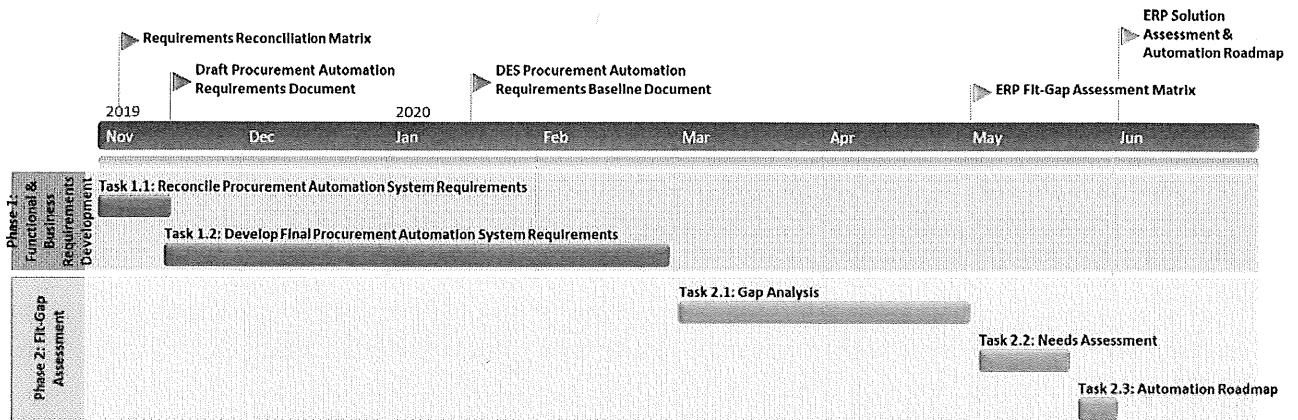 ERP Solution
Assessment &
Automation Roadmap
Requirements Reconciliation Matrix
Draft Procurement Automation
Requirements Document
DES Procurement Automation
Requirements Baseline Document
ERP Fit-Gap Assessment Matrix
2019
2020
Nov
Dec
Jan
Feb
Mar
Apr
May
Jun
Phase 1:
Functional &
Business
Requirements
Development
Task 1.1: Reconcile Procurement Automation System Requirements
Task 1.2: Develop Final Procurement Automation System Requirements
Phase 2: Fit-Gap
Assessment
Task 2.1: Gap Analysis
Task 2.2: Needs Assessment
Task 2.3: Automation Roadmap